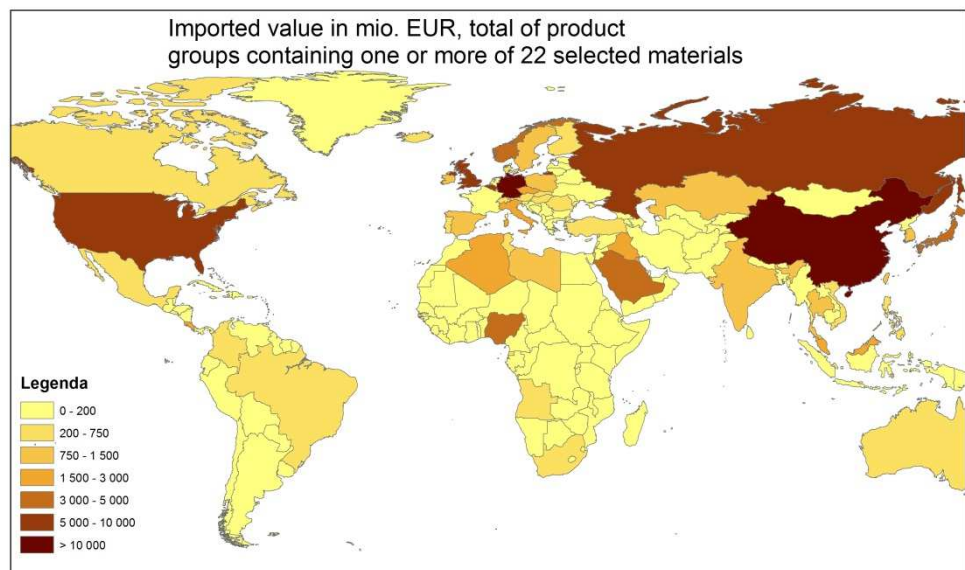 Imported value in mio. EUR, total of product
groups containing one or more of 22 selected materials
Legenda
0 - 200
200 - 750
750 - 1 500
1 500 - 3 000
3 000 - 5 000
5 000 - 10 000
> 10 000